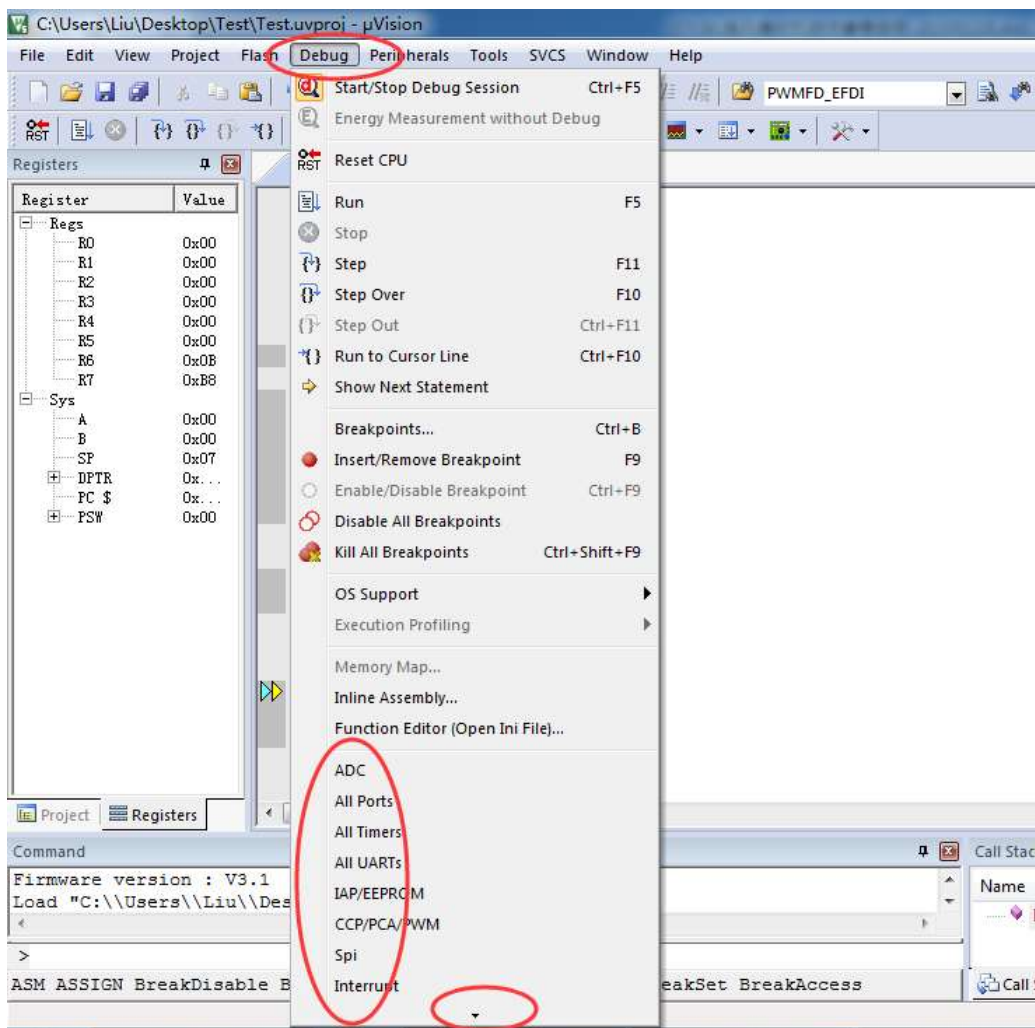 C:\Users\Liu\Desktop\Test\Test.uvproj - µVision
File Edit View Project Flash Debug Peripherals Tools SVCS Window Help
PWMFD_EFDI
RST
Registers
Register Value
Regs
R0 0x00
R1 0x00
R2 0x00
R3 0x00
R4 0x00
R5 0x00
R6 0x0B
R7 0xB8
Sys
A 0x00
B 0x00
SP 0x07
DPTR 0x...
PC $ 0x...
PSW 0x00
Project Registers
Start/Stop Debug Session Ctrl+F5
Energy Measurement without Debug
RST Reset CPU
Run F5
Stop
Step F11
Step Over F10
Step Out Ctrl+F11
Run to Cursor Line Ctrl+F10
Show Next Statement
Breakpoints... Ctrl+B
Insert/Remove Breakpoint F9
Enable/Disable Breakpoint Ctrl+F9
Disable All Breakpoints
Kill All Breakpoints Ctrl+Shift+F9
OS Support
Execution Profiling
Memory Map...
Inline Assembly...
Function Editor (Open Ini File)...
ADC
All Ports
All Timers
All UARTs
IAP/EEPROM
CCP/PCA/PWM
Spi
Interrupt
Command
Firmware version : V3.1
Load "C:\\Users\\Liu\\Des
>
ASM ASSIGN BreakDisable B eakSet BreakAccess
Call Stac
Name
Call